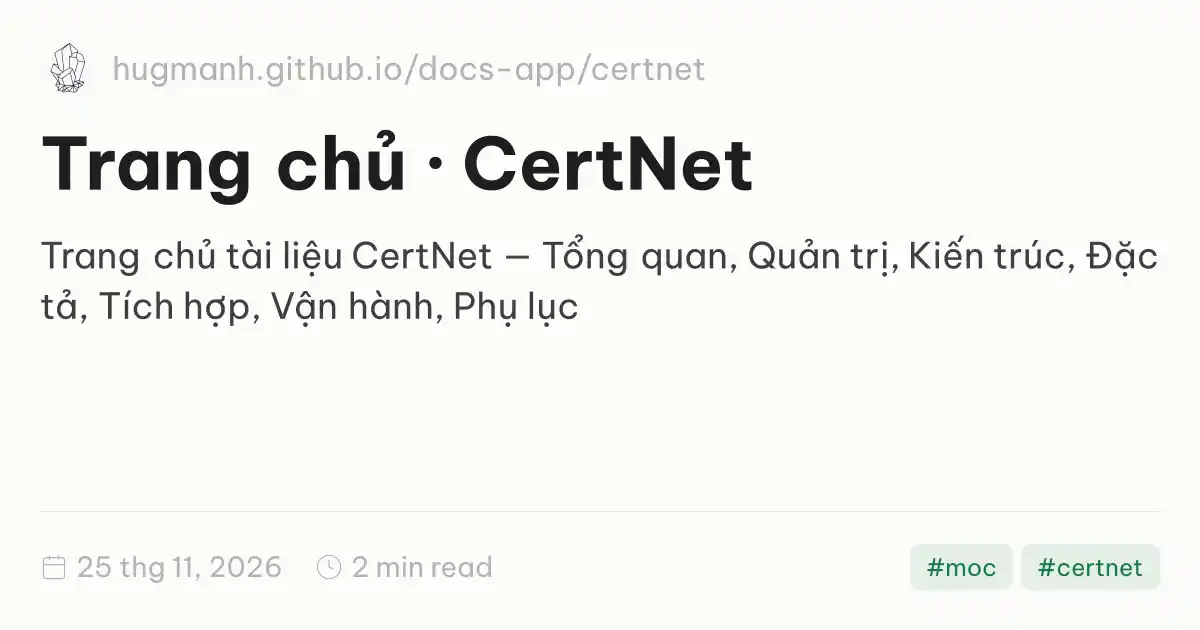 hugmanh.github.io/docs-app/certnet
Trang chủ · CertNet
Trang chủ tài liệu CertNet — Tổng quan, Quản trị, Kiến trúc, Đặc
tả, Tích hợp, Vận hành, Phụ lục
25 thg 11, 2026 2 min read #moc #certnet